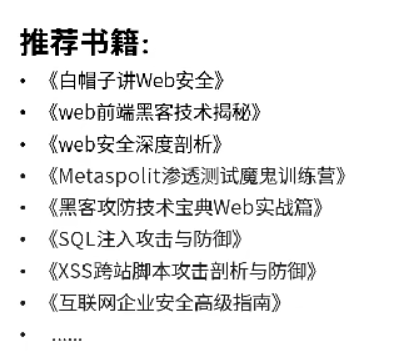 推荐书籍:
• 《白帽子讲Web安全》
• 《web前端黑客技术揭秘》
• 《web安全深度剖析》
• 《Metaspolit渗透测试魔鬼训练营》
• 《黑客攻防技术宝典Web实战篇》
• 《SQL注入攻击与防御》
• 《XSS跨站脚本攻击剖析与防御》
• 《互联网企业安全高级指南》
• ......